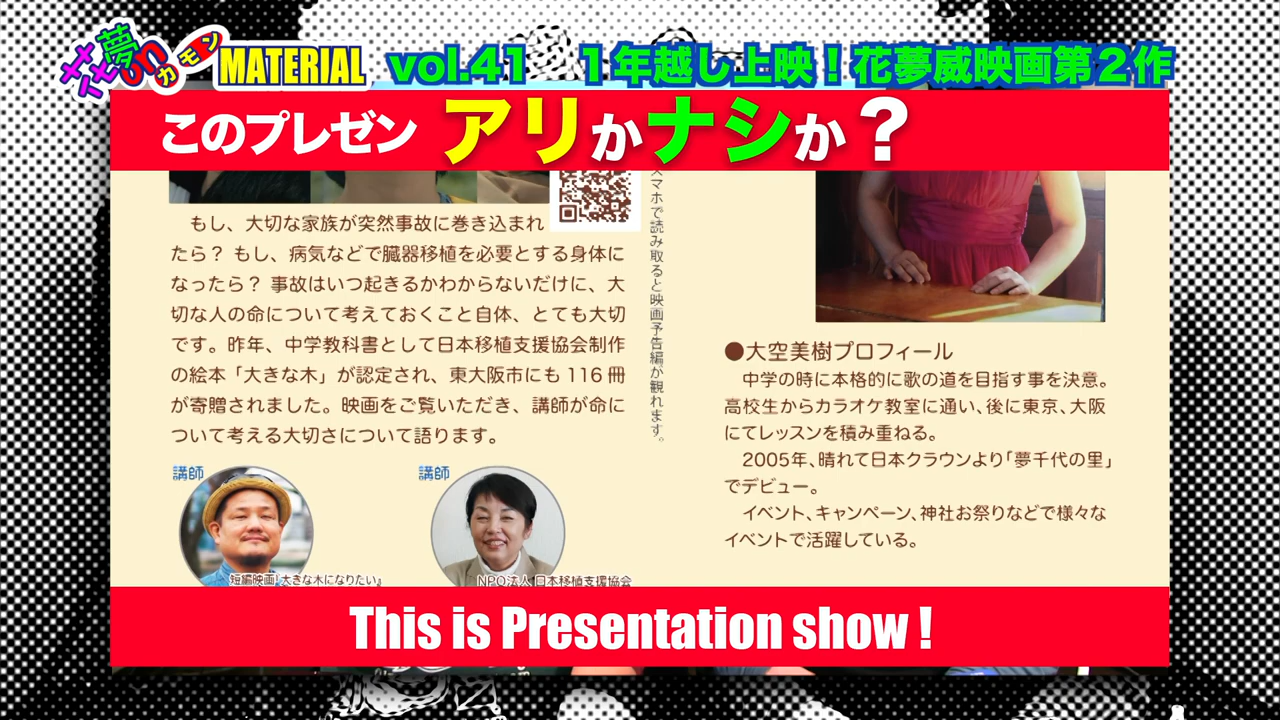 花夢onカモン MATERIAL
vol.41 1年越し上映！花夢威映画第２作
このプレゼン アリかナシか？
スマホで読み取ると映画予告編が観れます。
もし、大切な家族が突然事故に巻き込まれ
たら？ もし、病気などで臓器移植を必要とする身体に
なったら？ 事故はいつ起きるかわからないだけに、大
切な人の命について考えておくこと自体、とても大切
です。昨年、中学教科書として日本移植支援協会制作
の絵本「大きな木」が認定され、東大阪市にも 116 冊
が寄贈されました。映画をご覧いただき、講師が命に
ついて考える大切さについて語ります。
講師
短編映画『大きな木になりたい』
講師
NPO法人 日本移植支援協会
●大空美樹プロフィール
中学の時に本格的に歌の道を目指す事を決意。
高校生からカラオケ教室に通い、後に東京、大阪
にてレッスンを積み重ねる。
2005年、晴れて日本クラウンより「夢千代の里」
でデビュー。
イベント、キャンペーン、神社お祭りなどで様々な
イベントで活躍している。
This is Presentation show !